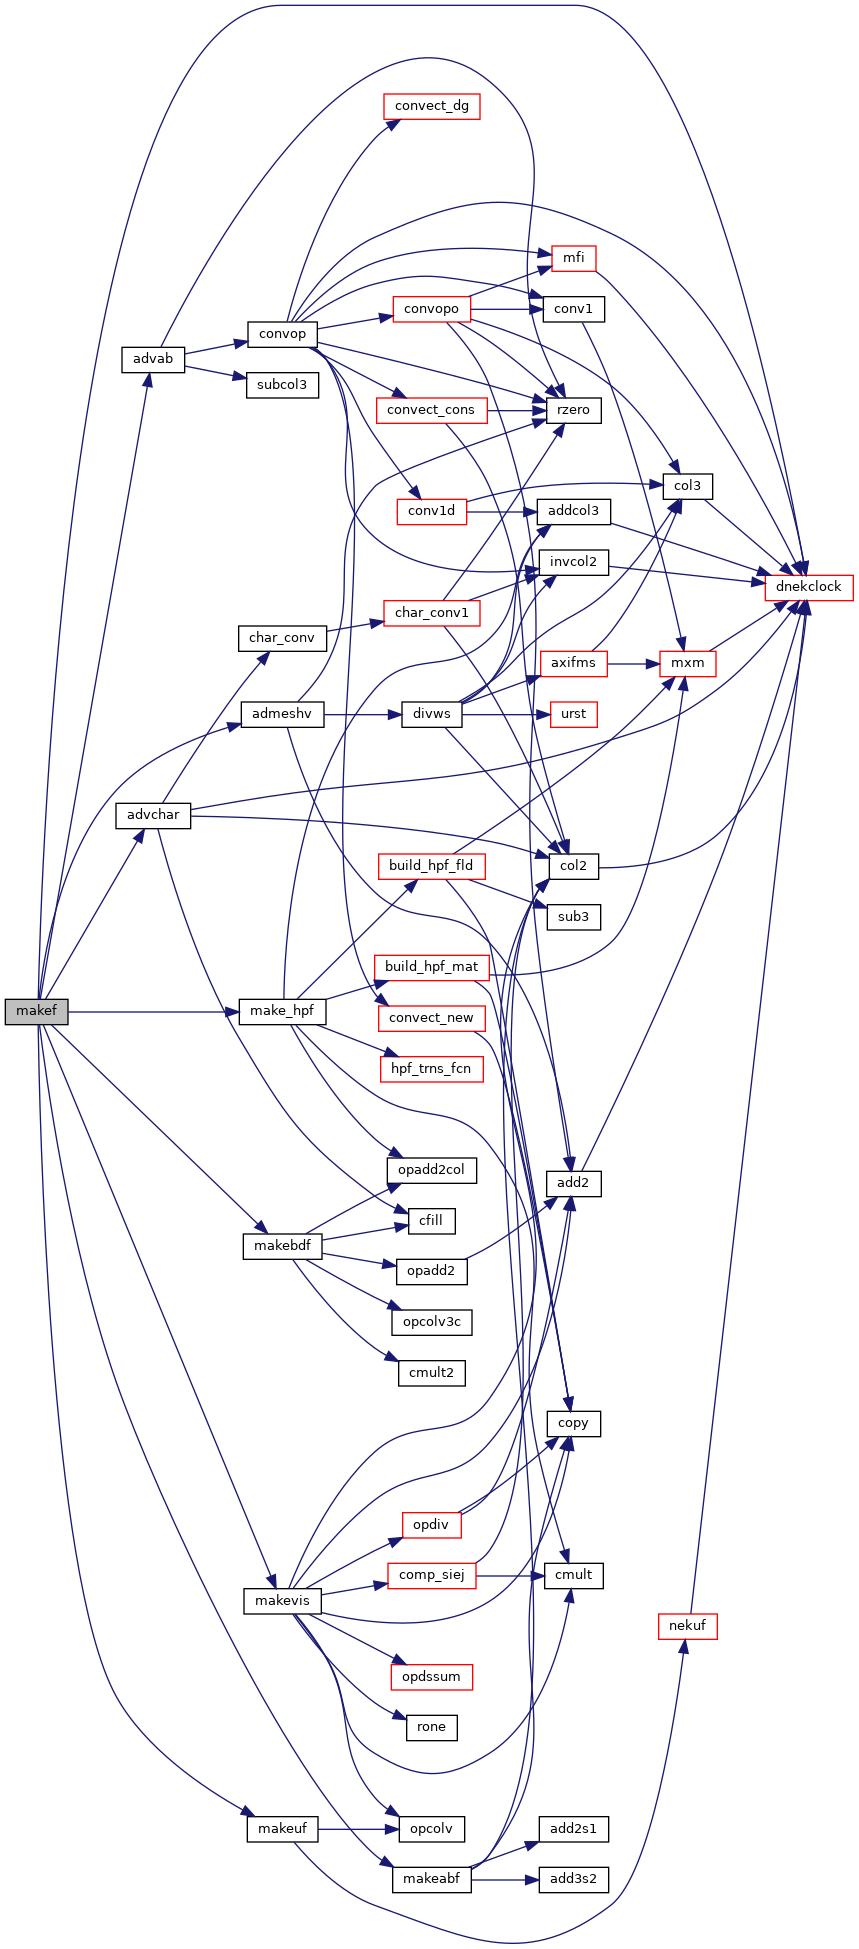 convect_dg
mfi
convopo
conv1
convop
advab
subcol3
convect_cons
rzero
col3
conv1d
addcol3
invcol2
dnekclock
char_conv1
char_conv
axifms
mxm
admeshv
divws
urst
advchar
build_hpf_fld
col2
sub3
build_hpf_mat
makef
make_hpf
convect_new
hpf_trns_fcn
opadd2col
add2
cfill
makebdf
opadd2
opcolv3c
cmult2
copy
opdiv
comp_siej
cmult
makevis
nekuf
opdssum
rone
makeuf
opcolv
add2s1
makeabf
add3s2